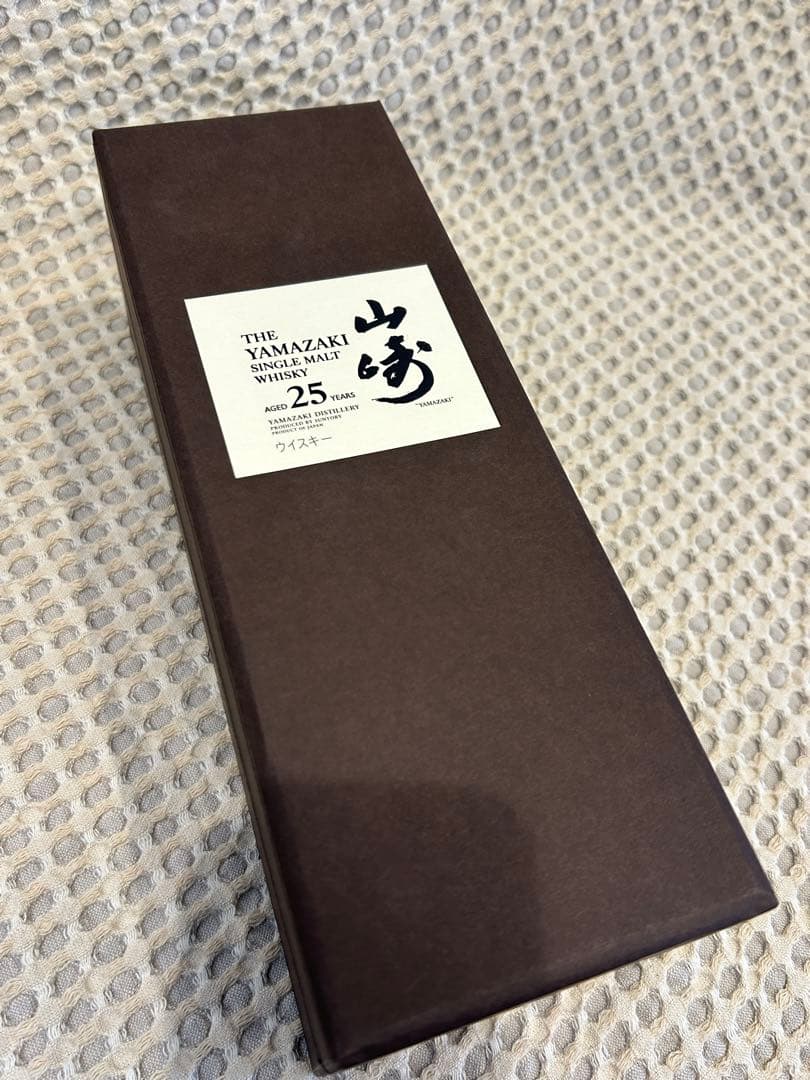 THE
YAMAZAKI
SINGLE MALT
WHISKY
AGED 25 YEARS
YAMAZAKI DISTILLERY
PRODUCED BY SUNTORY
PRODUCT OF JAPAN
ウイスキー
山崎
"YAMAZAKI"